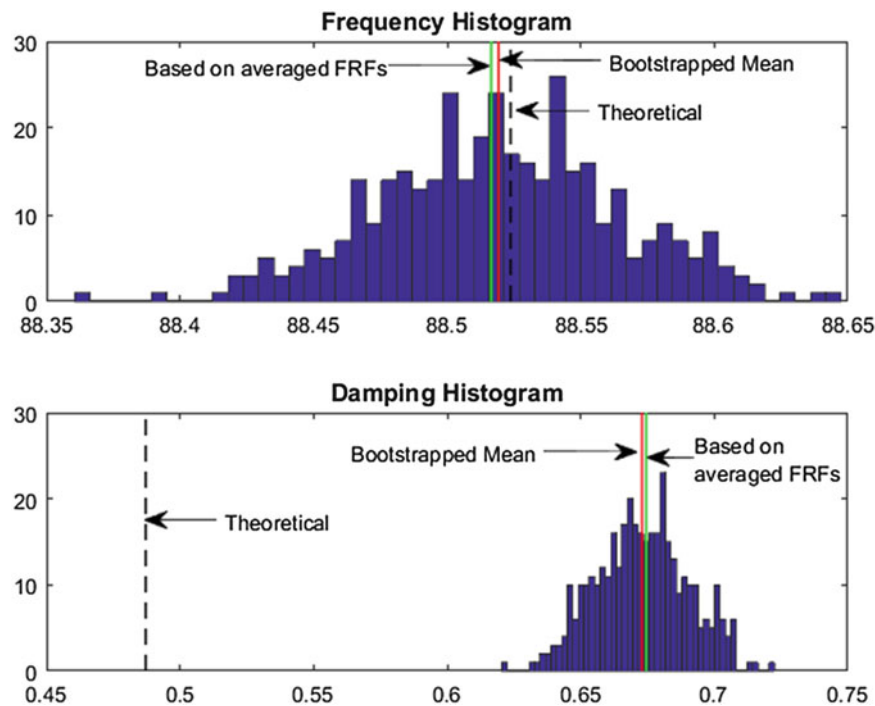 Frequency Histogram
30
20
10
0
Based on averaged FRFs
Bootstrapped Mean
Theoretical
88.35 88.4 88.45 88.5 88.55 88.6 88.65
Damping Histogram
30
20
10
0
Theoretical
Bootstrapped Mean
Based on
averaged FRFs
0.45 0.5 0.55 0.6 0.65 0.7 0.75